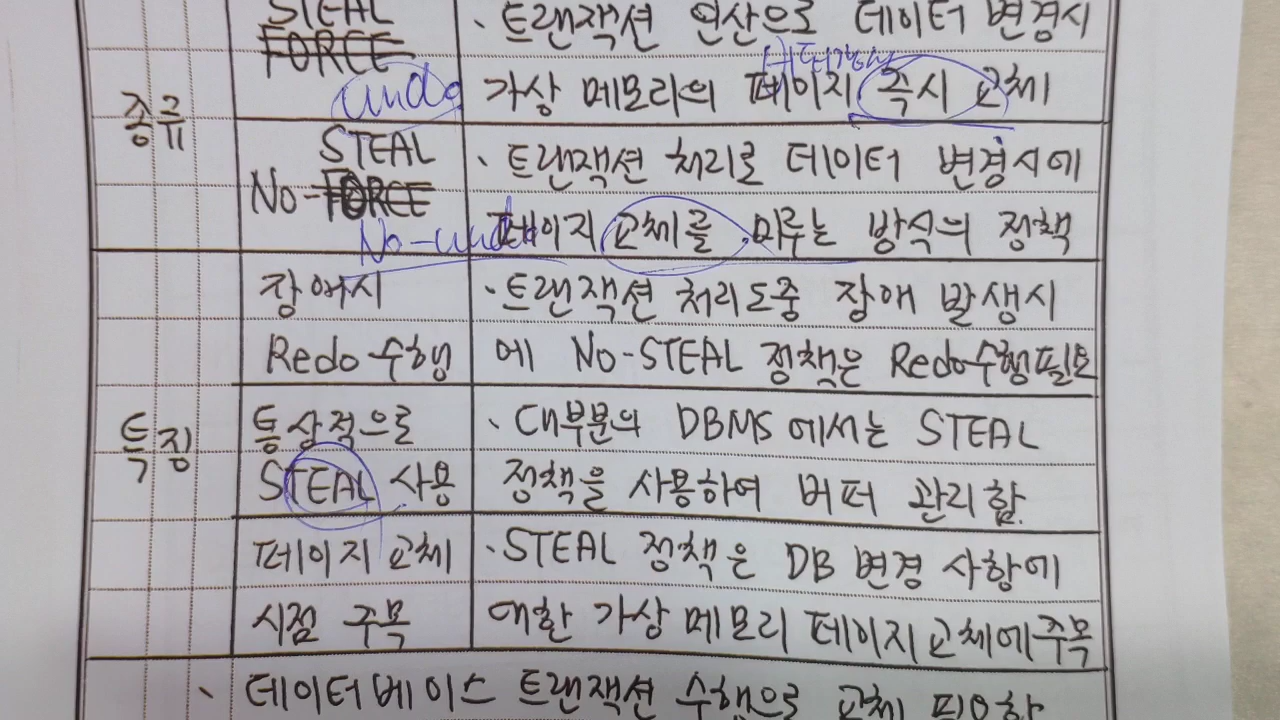 STEAL
FORCE
undo
· 트랜잭션 연산으로 데이터 변경시
가상 메모리의 페이지 즉시 교체
종류
STEAL
No-FORCE
No-undo
· 트랜잭션 처리로 데이터 변경시에
페이지 교체를 미루는 방식의 정책
장애시
Redo 수행
· 트랜잭션 처리도중 장애 발생시
에 No-STEAL 정책은 Redo수행필요
특징
통상적으로
STEAL 사용
· 대부분의 DBMS에서는 STEAL
정책을 사용하여 버퍼 관리함.
페이지 교체
시점 주목
· STEAL 정책은 DB 변경 사항에
대한 가상 메모리 페이지교체에주목
· 데이터베이스 트랜잭션 수행으로 교체 필요한